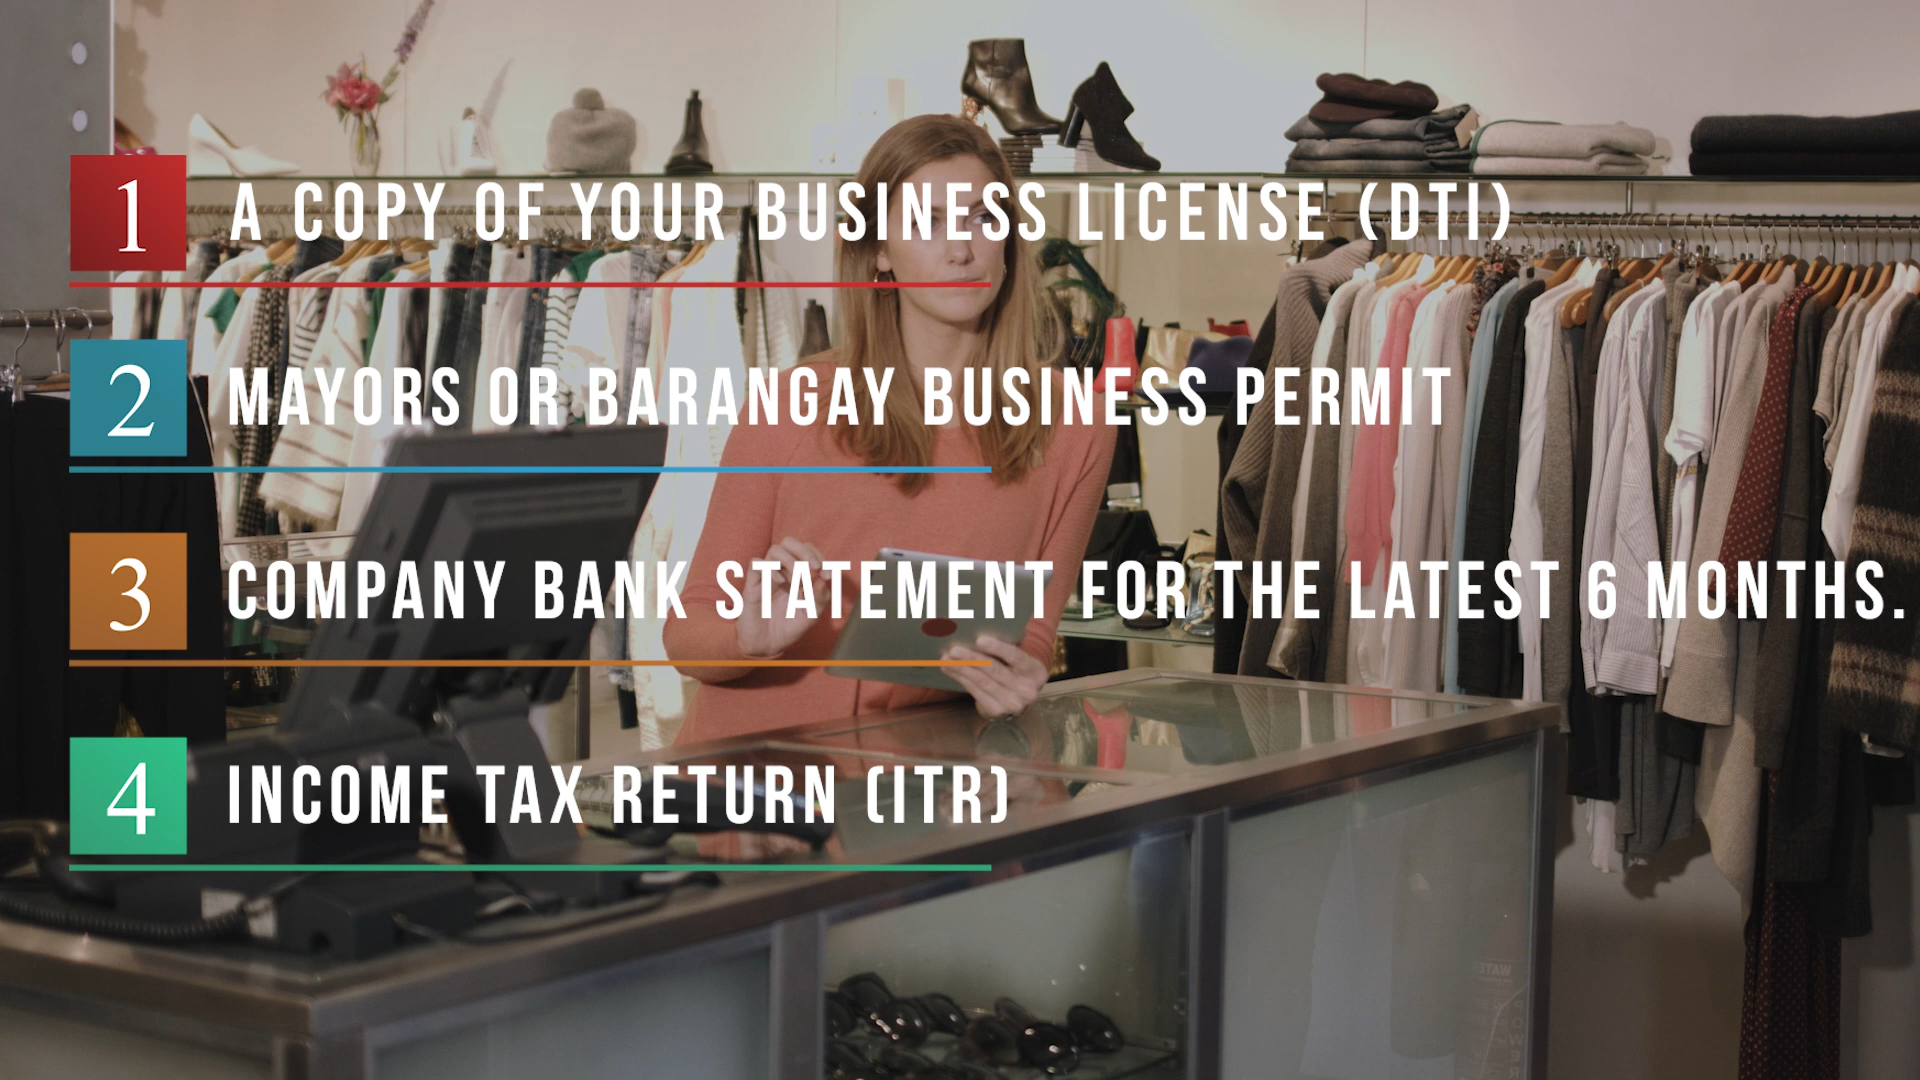 1 A COPY OF YOUR BUSINESS LICENSE (DTI)
2 MAYORS OR BARANGAY BUSINESS PERMIT
3 COMPANY BANK STATEMENT FOR THE LATEST 6 MONTHS.
4 INCOME TAX RETURN (ITR)